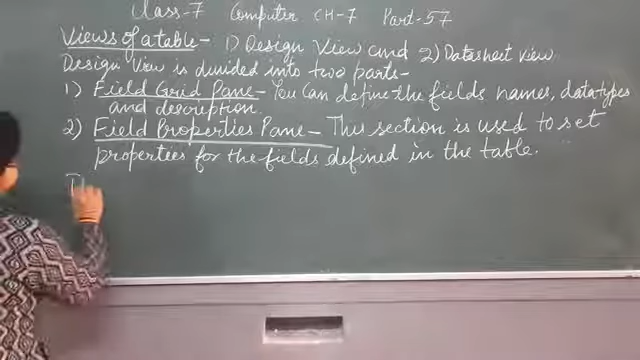 Class-7 Computer CH-7 Part-57
Views of a table- 1) Design View and 2) Datasheet view.
Design View is divided into two parts-
1) Field Grid Pane- You can define the fields names, datatypes
and description.
2) Field Properties Pane- This section is used to set
properties for the fields defined in the table.